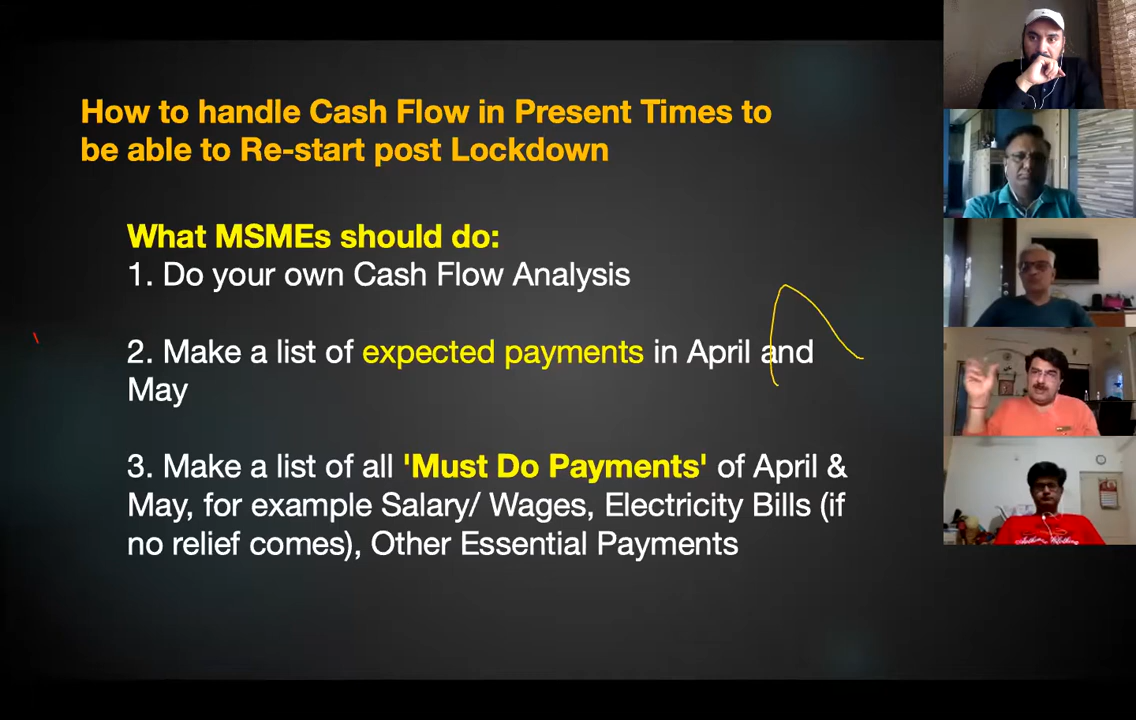 How to handle Cash Flow in Present Times to
be able to Re-start post Lockdown
What MSMEs should do:
1. Do your own Cash Flow Analysis
2. Make a list of expected payments in April and
May
3. Make a list of all 'Must Do Payments' of April &
May, for example Salary/ Wages, Electricity Bills (if
no relief comes), Other Essential Payments